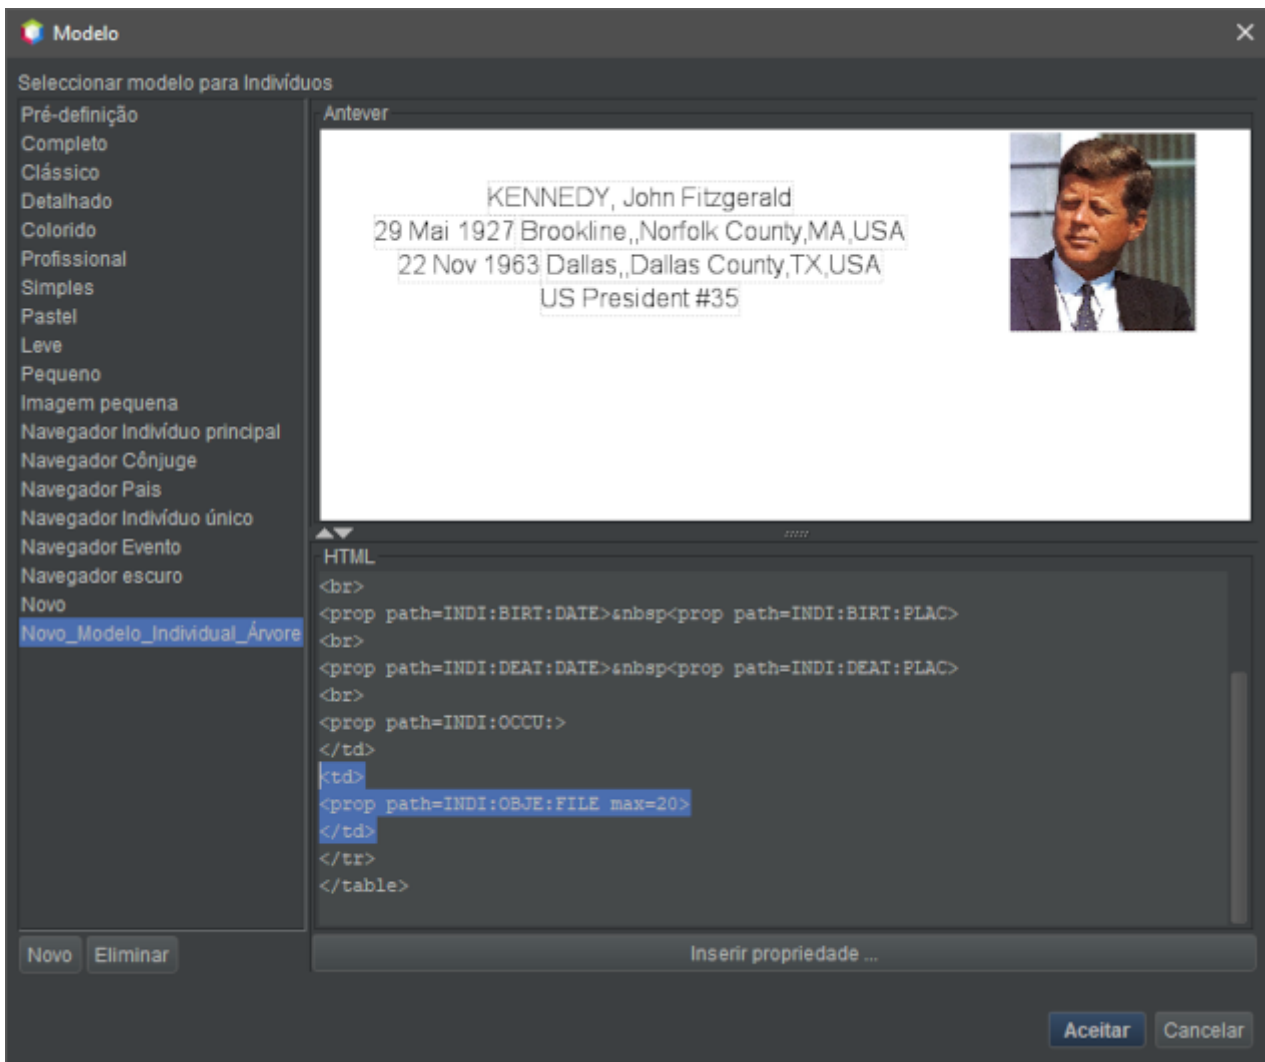 Modelo
Seleccionar modelo para Indivíduos
Pré-definição
Completo
Clássico
Detalhado
Colorido
Profissional
Simples
Pastel
Leve
Pequeno
Imagem pequena
Navegador Indivíduo principal
Navegador Cônjuge
Navegador Pais
Navegador Indivíduo único
Navegador Evento
Navegador escuro
Novo
Novo_Modelo_Individual_Árvore
Novo Eliminar
Antever
KENNEDY, John Fitzgerald
29 Mai 1927 Brookline,,Norfolk County,MA,USA
22 Nov 1963 Dallas,,Dallas County,TX,USA
US President #35
HTML
<br>
<prop path=INDI:BIRT:DATE>&nbsp<prop path=INDI:BIRT:PLAC>
<br>
<prop path=INDI:DEAT:DATE>&nbsp<prop path=INDI:DEAT:PLAC>
<br>
<prop path=INDI:OCCU:>
</td>
<td>
<prop path=INDI:OBJE:FILE max=20>
</td>
</tr>
</table>
Inserir propriedade ...
Aceitar Cancelar